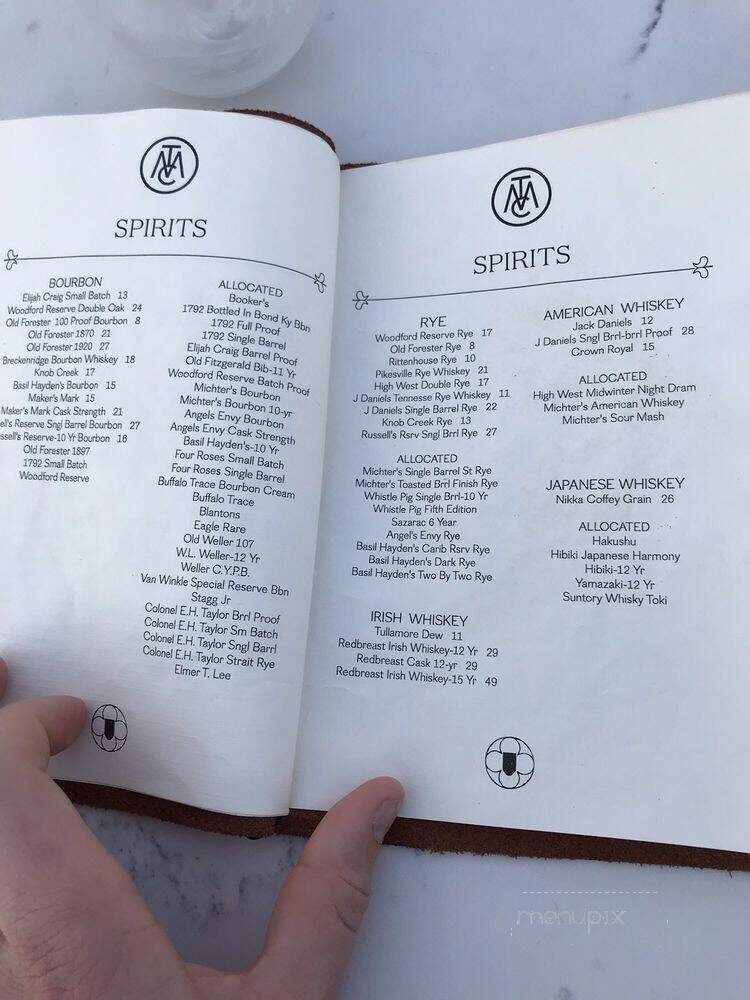 SPIRITS
BOURBON
Elijah Craig Small Batch 13
Woodford Reserve Double Oak 24
Old Forester 100 Proof Bourbon 8
Old Forester 1870 21
Old Forester 1920 27
Breckenridge Bourbon Whiskey 18
Knob Creek 17
Basil Hayden's Bourbon 15
Maker's Mark 15
Maker's Mark Cask Strength 21
ell's Reserve Sngl Barrel Bourbon 27
ssell's Reserve-10 Yr Bourbon 16
Old Forester 1897
1792 Small Batch
Woodford Reserve
ALLOCATED
Booker's
1792 Bottled In Bond Ky Bbn
1792 Full Proof
1792 Single Barrel
Elijah Craig Barrel Proof
Old Fitzgerald Bib-11 Yr
Woodford Reserve Batch Proof
Michter's Bourbon
Michter's Bourbon 10-yr
Angels Envy Bourbon
Angels Envy Cask Strength
Basil Hayden's-10 Yr
Four Roses Small Batch
Four Roses Single Barrel
Buffalo Trace Bourbon Cream
Buffalo Trace
Blantons
Eagle Rare
Old Weller 107
W.L. Weller-12 Yr
Weller C.Y.P.B.
Van Winkle Special Reserve Bbn
Stagg Jr
Colonel E.H. Taylor Brrl Proof
Colonel E.H. Taylor Sm Batch
Colonel E.H. Taylor Sngl Barrl
Colonel E.H. Taylor Strait Rye
Elmer T. Lee
SPIRITS
RYE
Woodford Reserve Rye 17
Old Forester Rye 8
Rittenhouse Rye 10
Pikesville Rye Whiskey 21
High West Double Rye 17
J Daniels Tennesse Rye Whiskey 11
J Daniels Single Barrel Rye 22
Knob Creek Rye 13
Russell's Rsrv Sngl Brrl Rye 27
ALLOCATED
Michter's Single Barrel St Rye
Michter's Toasted Brrl Finish Rye
Whistle Pig Single Brrl-10 Yr
Whistle Pig Fifth Edition
Sazarac 6 Year
Angel's Envy Rye
Basil Hayden's Carib Rsrv Rye
Basil Hayden's Dark Rye
Basil Hayden's Two By Two Rye
IRISH WHISKEY
Tullamore Dew 11
Redbreast Irish Whiskey-12 Yr 29
Redbreast Cask 12-yr 29
Redbreast Irish Whiskey-15 Yr 49
AMERICAN WHISKEY
Jack Daniels 12
J Daniels Sngl Brrl-brrl Proof 28
Crown Royal 15
ALLOCATED
High West Midwinter Night Dram
Michter's American Whiskey
Michter's Sour Mash
JAPANESE WHISKEY
Nikka Coffey Grain 26
ALLOCATED
Hakushu
Hibiki Japanese Harmony
Hibiki-12 Yr
Yamazaki-12 Yr
Suntory Whisky Toki
menupix